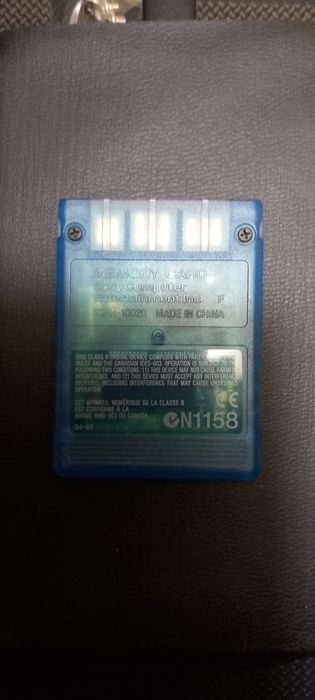 MEMORY CARD
Sony Computer
Entertainment Inc. F
SCPH-10020 MADE IN CHINA
THIS CLASS B DIGITAL DEVICE COMPLIES WITH PART 15 OF FCC
RULES AND THE CANADIAN ICES-003. OPERATION IS SUBJECT TO THE
FOLLOWING TWO CONDITIONS: (1) THIS DEVICE MAY NOT CAUSE HARMFUL
INTERFERENCE, AND (2) THIS DEVICE MUST ACCEPT ANY INTERFERENCE
RECEIVED, INCLUDING INTERFERENCE THAT MAY CAUSE UNDESIRED
OPERATION.
CET APPAREIL NUMÉRIQUE DE LA CLASSE B
EST CONFORME À LA
NORME NMB-003 DU CANADA.
CE
N1158